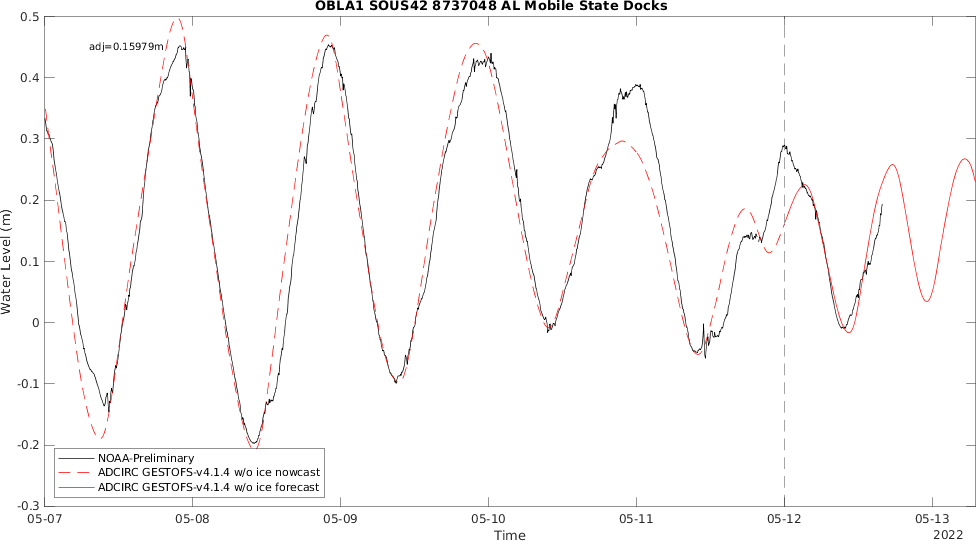 OBLA1 SOUS42 8737048 AL Mobile State Docks
adj=0.15979m
0.5
0.4
0.3
0.2
0.1
0
-0.1
-0.2
-0.3
Water Level (m)
NOAA-Preliminary
ADCIRC GESTOFS-v4.1.4 w/o ice nowcast
ADCIRC GESTOFS-v4.1.4 w/o ice forecast
05-07 05-08 05-09 05-10 05-11 05-12 05-13
Time
2022